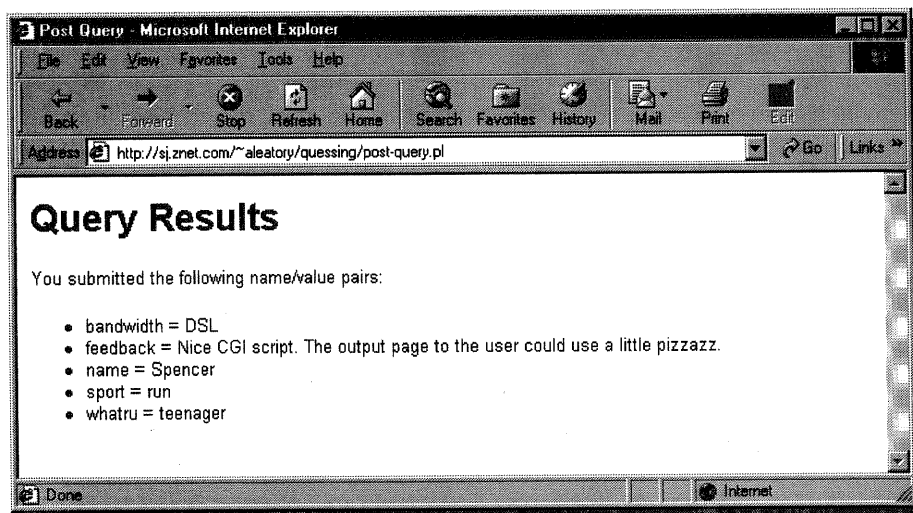 Post Query - Microsoft Internet Explorer
File Edit View Favorites Tools Help
Back Forward Stop Refresh Home Search Favorites History Mail Print Edit
Address http://sj.znet.com/~aleatory/quessing/post-query.pl Go Links »
Query Results
You submitted the following name/value pairs:
• bandwidth = DSL
• feedback = Nice CGI script. The output page to the user could use a little pizzazz.
• name = Spencer
• sport = run
• whatru = teenager
Done Internet